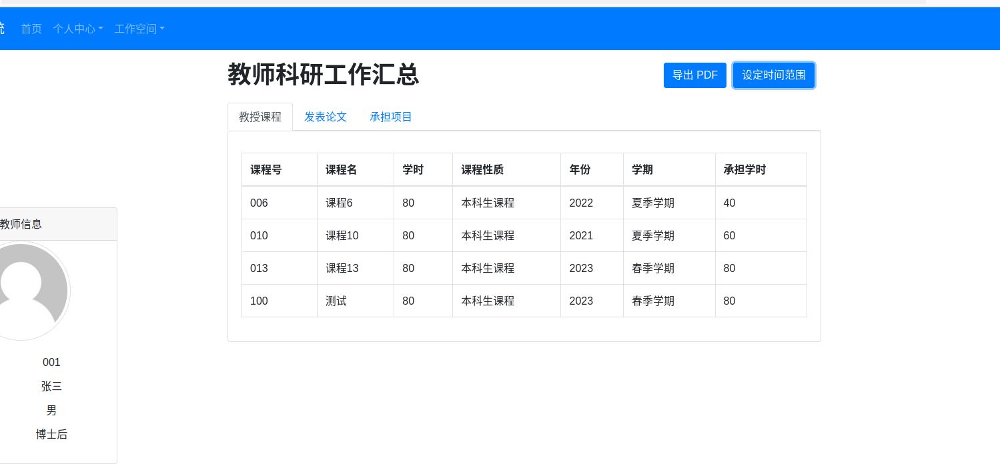 首页 个人中心 工作空间
教师科研工作汇总 导出 PDF 设定时间范围
教授课程 发表论文 承担项目
课程号 课程名 学时 课程性质 年份 学期 承担学时
006 课程6 80 本科生课程 2022 夏季学期 40
010 课程10 80 本科生课程 2021 夏季学期 60
013 课程13 80 本科生课程 2023 春季学期 80
100 测试 80 本科生课程 2023 春季学期 80
教师信息
001
张三
男
博士后